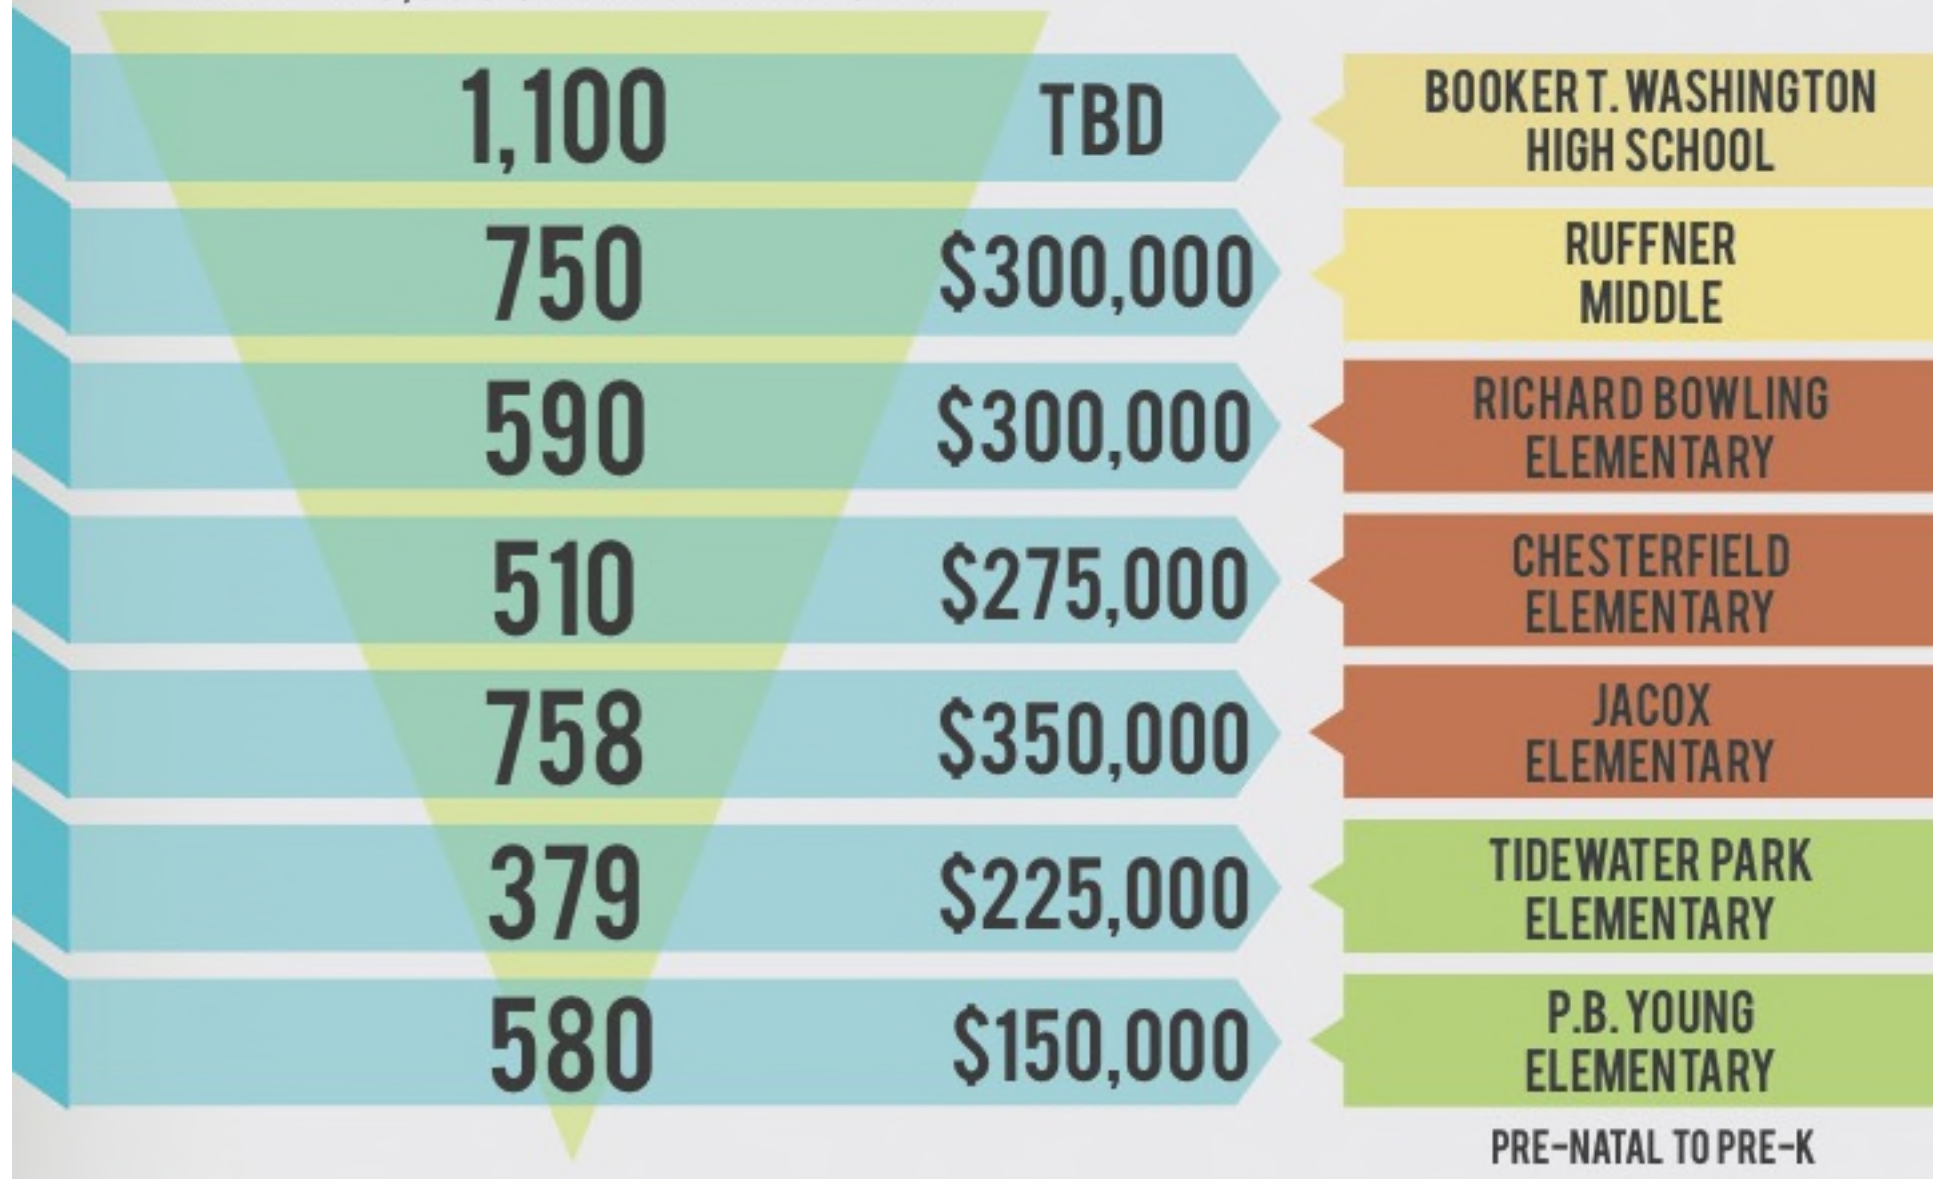 1,100 TBD BOOKER T. WASHINGTON
HIGH SCHOOL
750 $300,000 RUFFNER
MIDDLE
590 $300,000 RICHARD BOWLING
ELEMENTARY
510 $275,000 CHESTERFIELD
ELEMENTARY
758 $350,000 JACOX
ELEMENTARY
379 $225,000 TIDEWATER PARK
ELEMENTARY
580 $150,000 P.B. YOUNG
ELEMENTARY
PRE-NATAL TO PRE-K